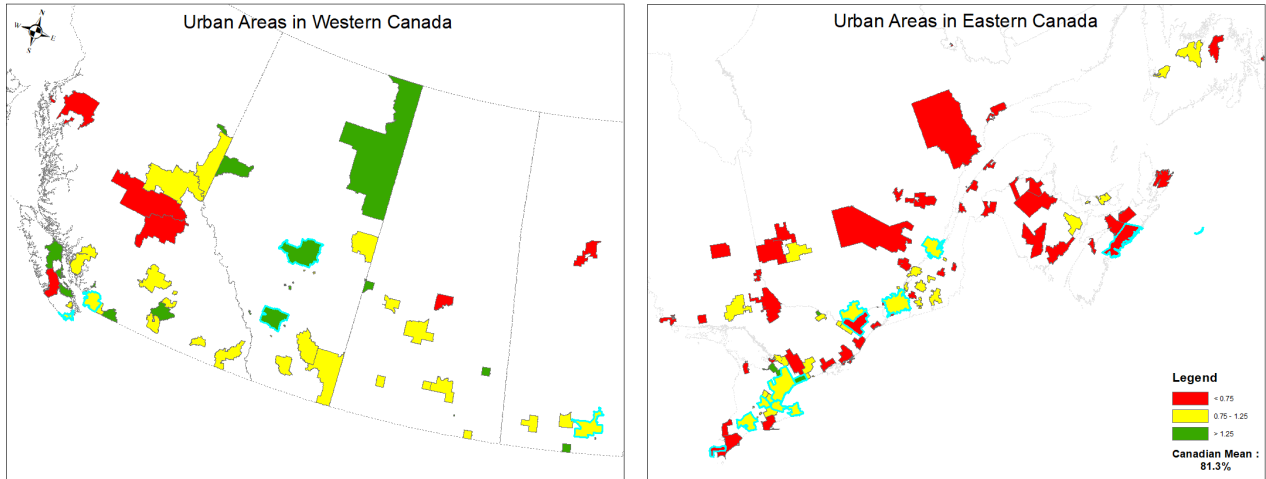 Urban Areas in Western Canada
N
W
E
S
Urban Areas in Eastern Canada
Legend
< 0.75
0.75 - 1.25
> 1.25
Canadian Mean :
81.3%